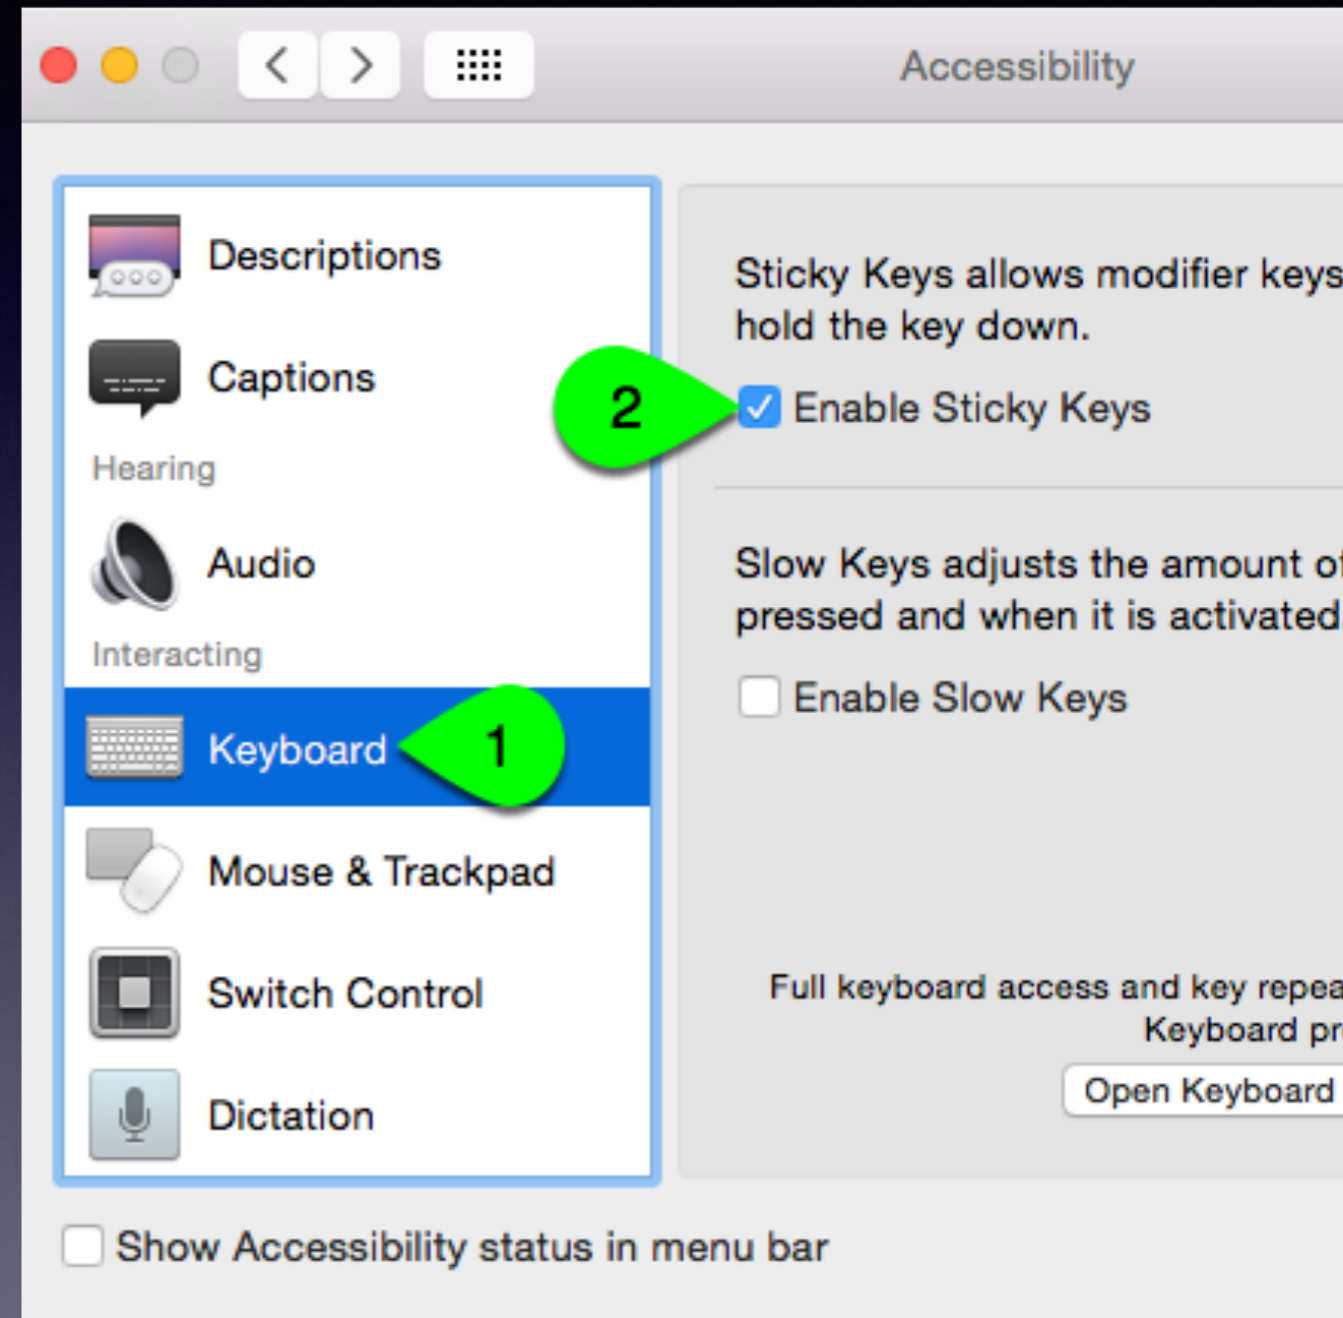 Accessibility
Descriptions
Captions
Hearing
Audio
Interacting
Keyboard
1
Mouse & Trackpad
Switch Control
Dictation
Sticky Keys allows modifier keys
hold the key down.
2
Enable Sticky Keys
Slow Keys adjusts the amount of
pressed and when it is activated
Enable Slow Keys
Full keyboard access and key repea
Keyboard pr
Open Keyboard
Show Accessibility status in menu bar